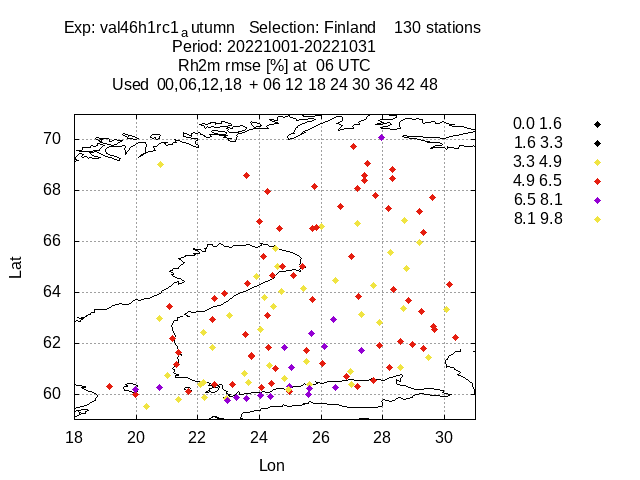 Exp: val46h1rc1a utumn Selection: Finland 130 stations
Period: 20221001-20221031
Rh2m rmse [%] at 06 UTC
Used 00,06,12,18 + 06 12 18 24 30 36 42 48
0.0 1.6
1.6 3.3
3.3 4.9
4.9 6.5
6.5 8.1
8.1 9.8
Lat
70
68
66
64
62
60
18 20 22 24 26 28 30
Lon